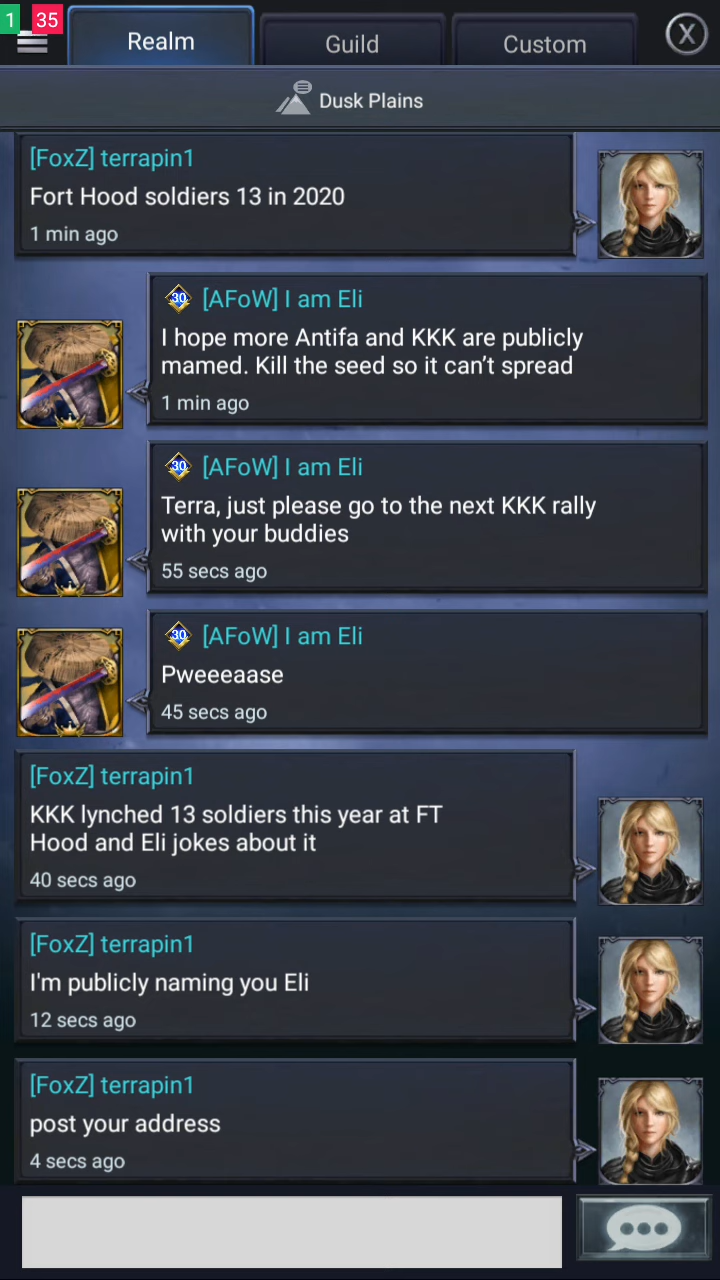 1 35
Realm Guild Custom X
Dusk Plains
[FoxZ] terrapin1
Fort Hood soldiers 13 in 2020
1 min ago
30 [AFoW] I am Eli
I hope more Antifa and KKK are publicly
mamed. Kill the seed so it can’t spread
1 min ago
30 [AFoW] I am Eli
Terra, just please go to the next KKK rally
with your buddies
55 secs ago
30 [AFoW] I am Eli
Pweeeaase
45 secs ago
[FoxZ] terrapin1
KKK lynched 13 soldiers this year at FT
Hood and Eli jokes about it
40 secs ago
[FoxZ] terrapin1
I'm publicly naming you Eli
12 secs ago
[FoxZ] terrapin1
post your address
4 secs ago